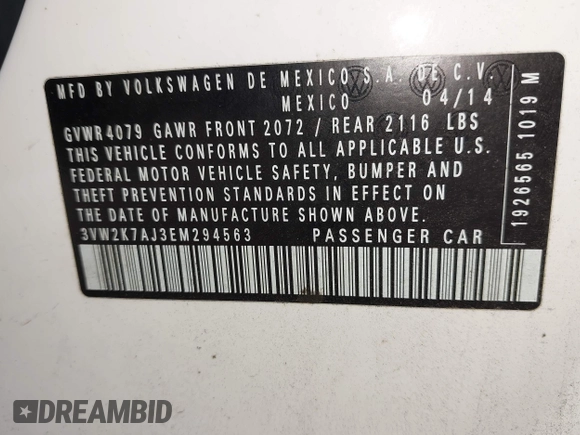 MFD BY VOLKSWAGEN DE MEXICO S.A. DE C.V.
MEXICO 04/14
GVWR4079 GAWR FRONT 2072 / REAR 2116 LBS
THIS VEHICLE CONFORMS TO ALL APPLICABLE U.S.
FEDERAL MOTOR VEHICLE SAFETY, BUMPER AND
THEFT PREVENTION STANDARDS IN EFFECT ON
THE DATE OF MANUFACTURE SHOWN ABOVE.
3VW2K7AJ3EM294563 PASSENGER CAR
1926565 1019 M
DREAMBID